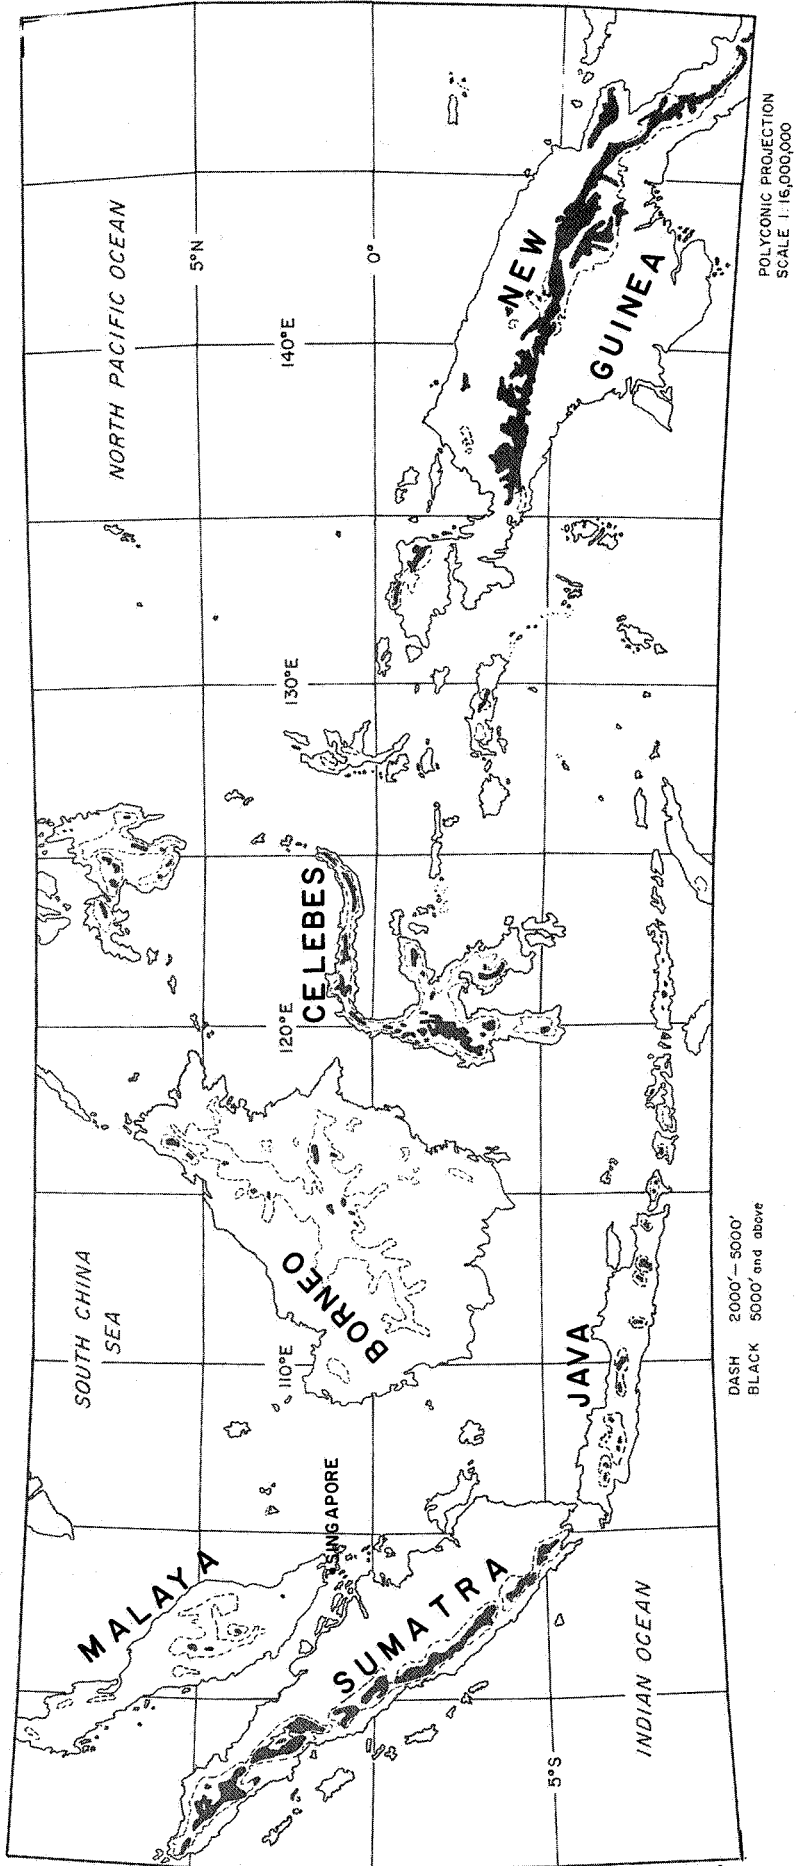 NORTH PACIFIC OCEAN
5°N
0°
140°E
NEW
GUINEA
POLYCONIC PROJECTION
SCALE 1:16,000,000
130°E
CELEBES
120°E
SOUTH CHINA
SEA
BORNEO
110°E
JAVA
DASH 2000'–5000'
BLACK 5000' and above
MALAYA
SINGAPORE
SUMATRA
INDIAN OCEAN
5°S